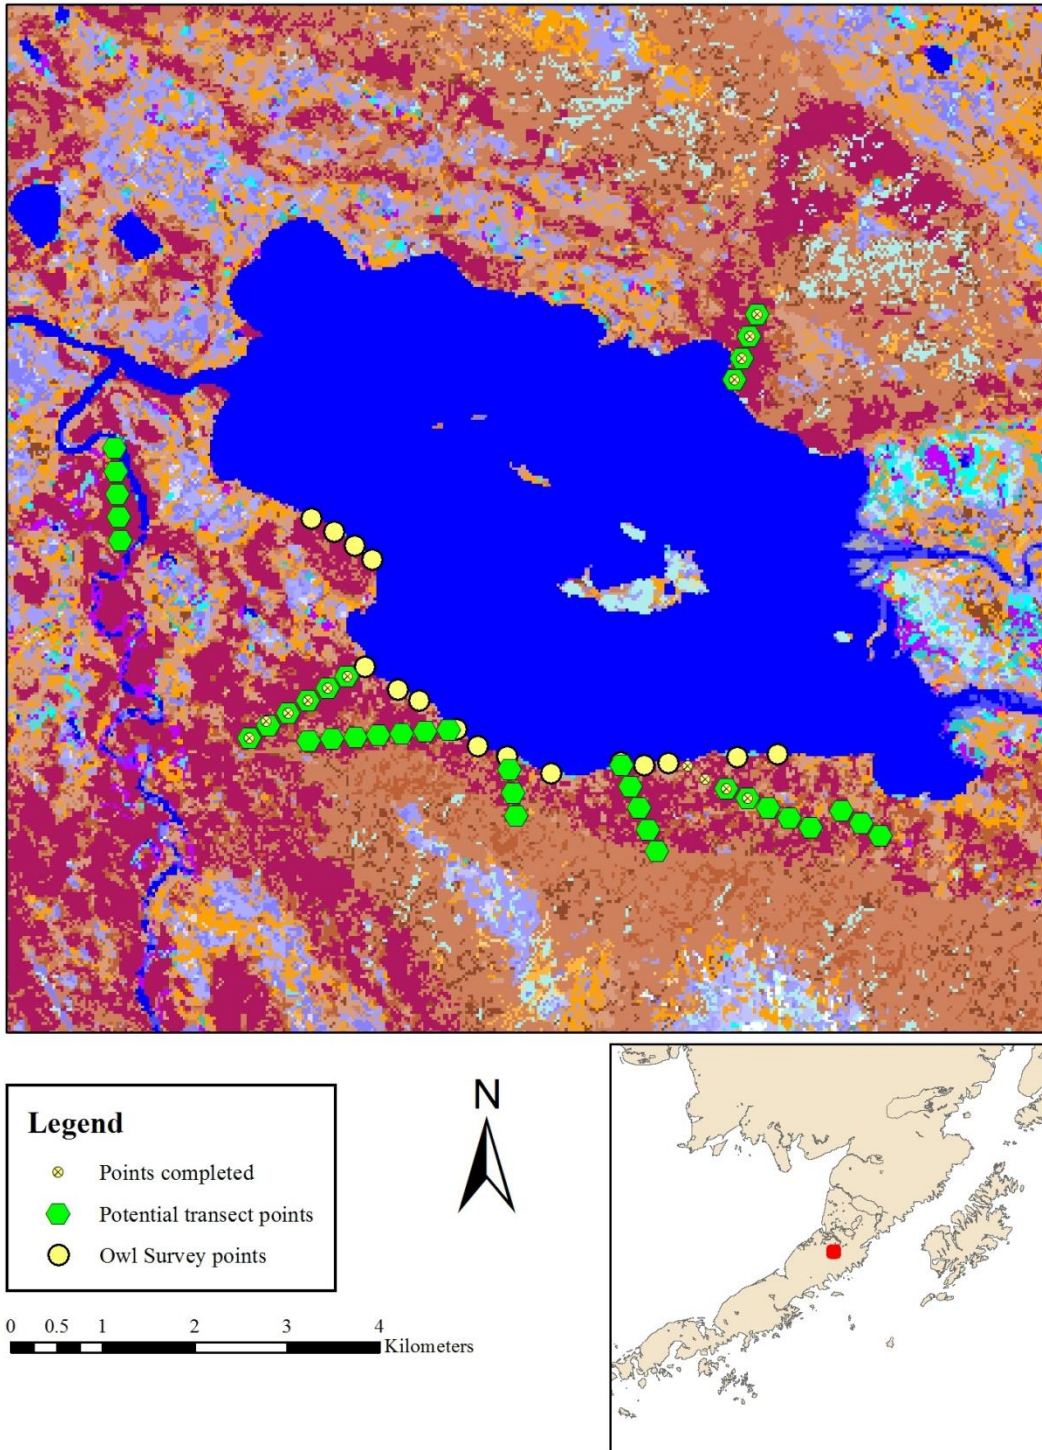 Legend
Points completed
Potential transect points
Owl Survey points
0 0.5 1 2 3 4
Kilometers
N